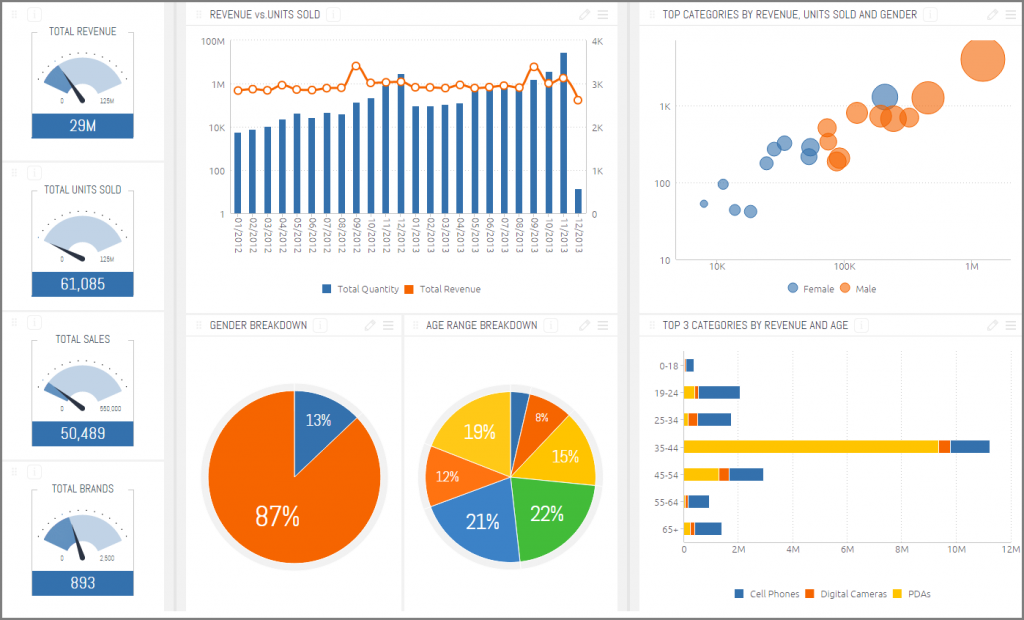 TOTAL REVENUE
0 125M
29M
TOTAL UNITS SOLD
0 125M
61,085
TOTAL SALES
0 550,000
50,489
TOTAL BRANDS
0 2 500
893
REVENUE vs.UNITS SOLD
100M
1M
10K
100
1
4K
3K
2K
1K
0
01/2012
02/2012
03/2012
04/2012
05/2012
06/2012
07/2012
08/2012
09/2012
10/2012
11/2012
12/2012
01/2013
02/2013
03/2013
04/2013
05/2013
06/2013
07/2013
08/2013
09/2013
10/2013
11/2013
12/2013
Total Quantity Total Revenue
TOP CATEGORIES BY REVENUE, UNITS SOLD AND GENDER
1K
100
10
10K 100K 1M
Female Male
GENDER BREAKDOWN
13%
87%
AGE RANGE BREAKDOWN
8%
15%
22%
21%
12%
19%
TOP 3 CATEGORIES BY REVENUE AND AGE
0-18
19-24
25-34
35-44
45-54
55-64
65+
0 2M 4M 6M 8M 10M 12M
Cell Phones Digital Cameras PDAs